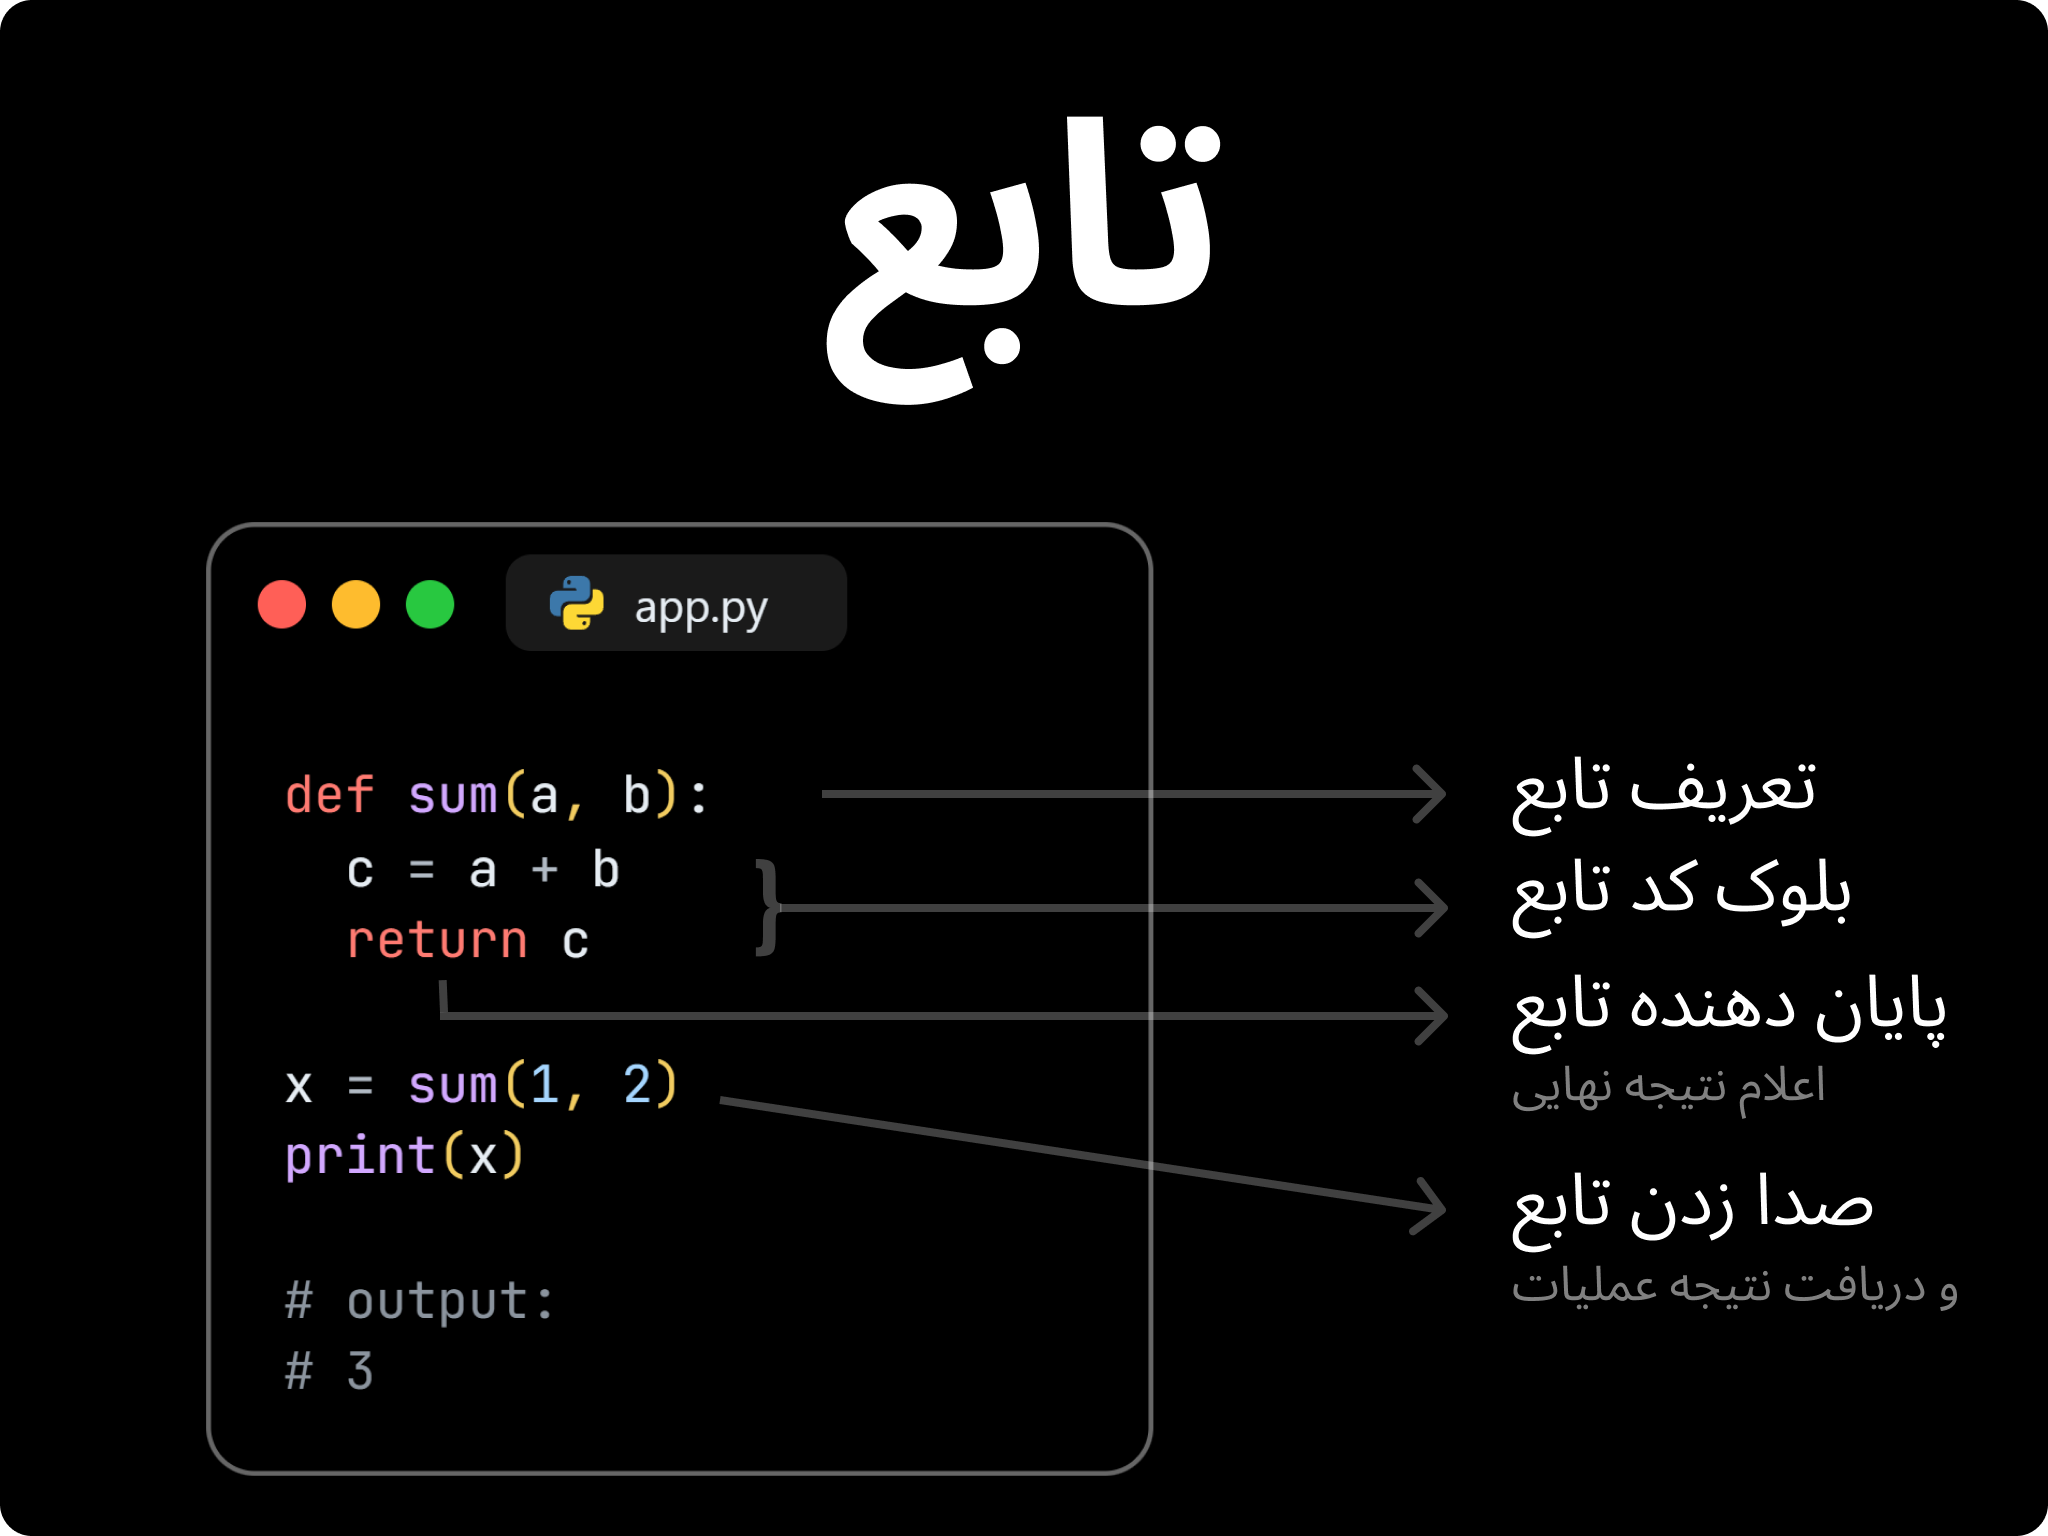 تابع
app.py
def sum(a, b):
  c = a + b
  return c
x = sum(1, 2)
print(x)
# output:
# 3
تعریف تابع
بلوک کد تابع
پایان دهنده تابع
اعلام نتیجه نهایی
صدا زدن تابع
و دریافت نتیجه عملیات